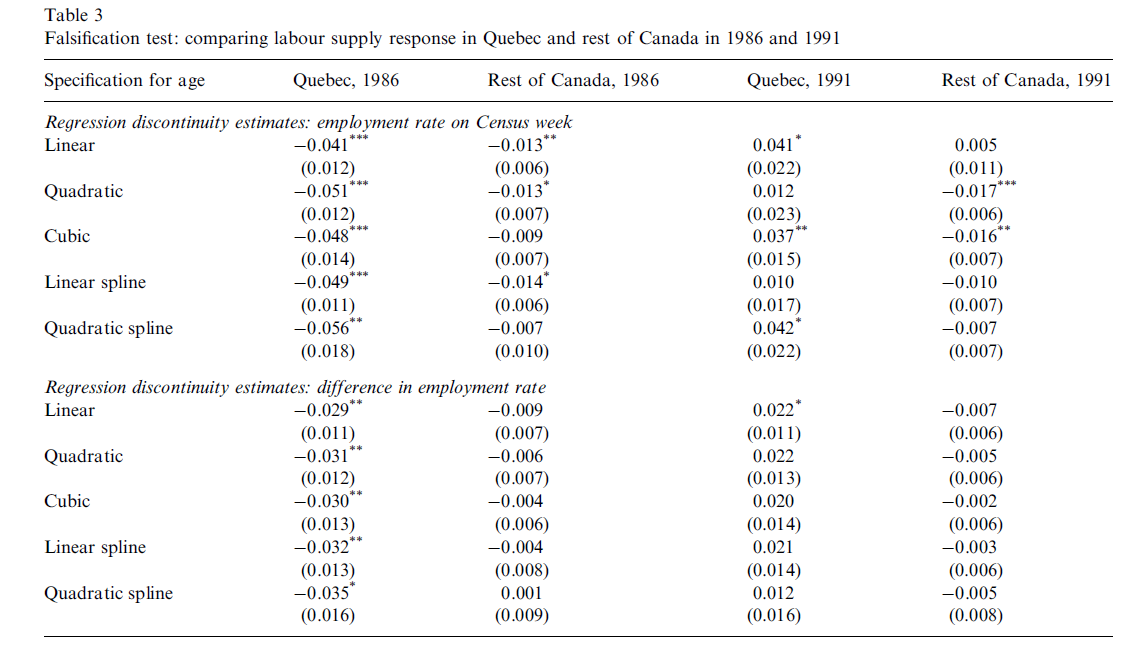 Table 3
Falsification test: comparing labour supply response in Quebec and rest of Canada in 1986 and 1991
Specification for age Quebec, 1986 Rest of Canada, 1986 Quebec, 1991 Rest of Canada, 1991
Regression discontinuity estimates: employment rate on Census week
Linear −0.041*** −0.013** 0.041* 0.005
(0.012) (0.006) (0.022) (0.011)
Quadratic −0.051*** −0.013* 0.012 −0.017***
(0.012) (0.007) (0.023) (0.006)
Cubic −0.048*** −0.009 0.037** −0.016**
(0.014) (0.007) (0.015) (0.007)
Linear spline −0.049*** −0.014* 0.010 −0.010
(0.011) (0.006) (0.017) (0.007)
Quadratic spline −0.056** −0.007 0.042* −0.007
(0.018) (0.010) (0.022) (0.007)
Regression discontinuity estimates: difference in employment rate
Linear −0.029** −0.009 0.022* −0.007
(0.011) (0.007) (0.011) (0.006)
Quadratic −0.031** −0.006 0.022 −0.005
(0.012) (0.007) (0.013) (0.006)
Cubic −0.030** −0.004 0.020 −0.002
(0.013) (0.006) (0.014) (0.006)
Linear spline −0.032** −0.004 0.021 −0.003
(0.013) (0.008) (0.014) (0.006)
Quadratic spline −0.035* 0.001 0.012 −0.005
(0.016) (0.009) (0.016) (0.008)